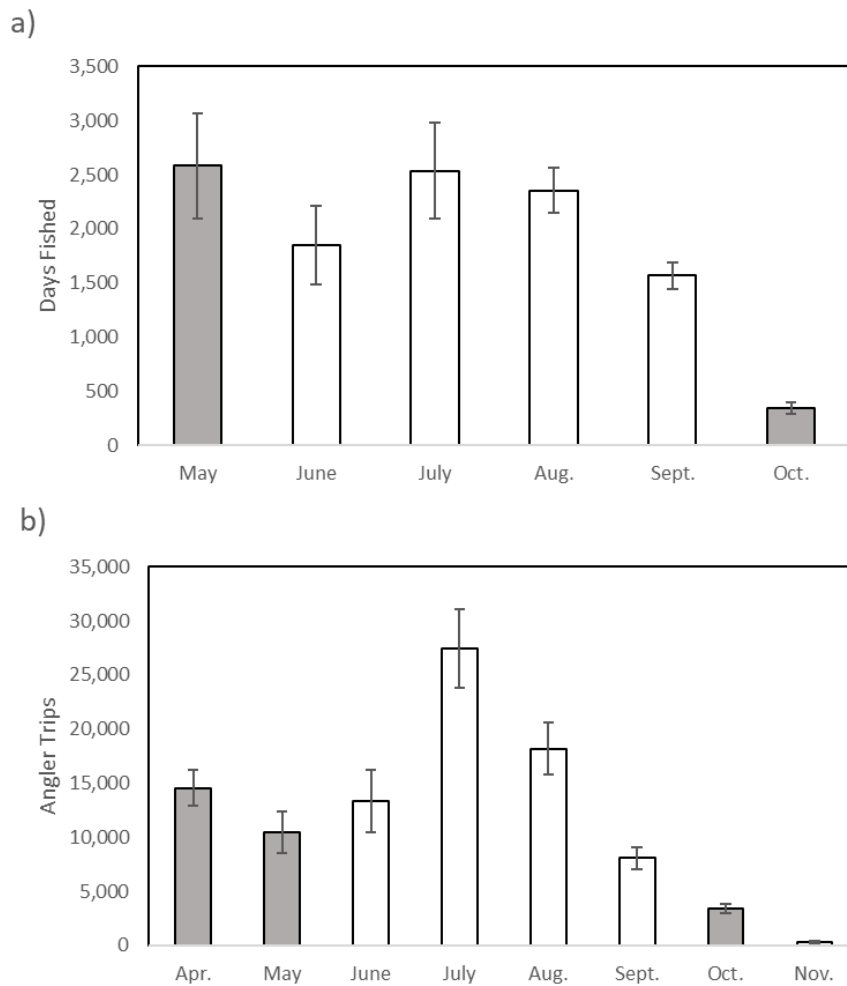 a)
3,500
3,000
2,500
2,000
1,500
1,000
500
0
Days Fished
May June July Aug. Sept. Oct.
b)
35,000
30,000
25,000
20,000
15,000
10,000
5,000
0
Angler Trips
Apr. May June July Aug. Sept. Oct. Nov.